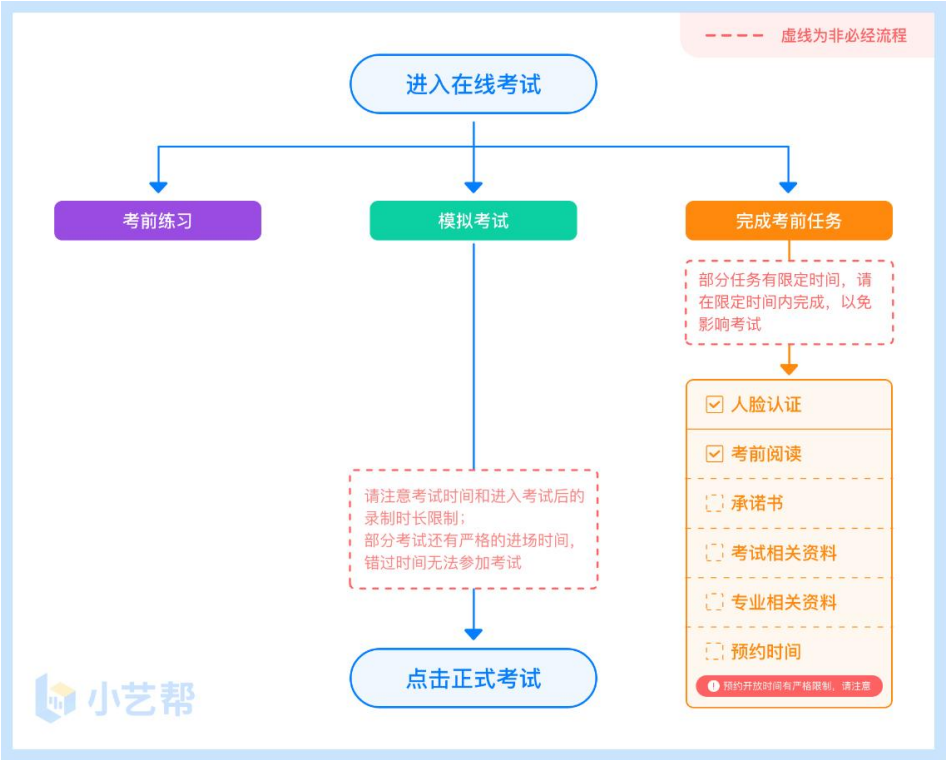 虚线为非必经流程
进入在线考试
考前练习
模拟考试
完成考前任务
部分任务有限定时间，请
在限定时间内完成，以免
影响考试
人脸认证
考前阅读
承诺书
考试相关资料
专业相关资料
预约时间
预约开放时间有严格限制，请注意
请注意考试时间和进入考试后的
录制时长限制；
部分考试还有严格的进场时间，
错过时间无法参加考试
点击正式考试
小艺帮